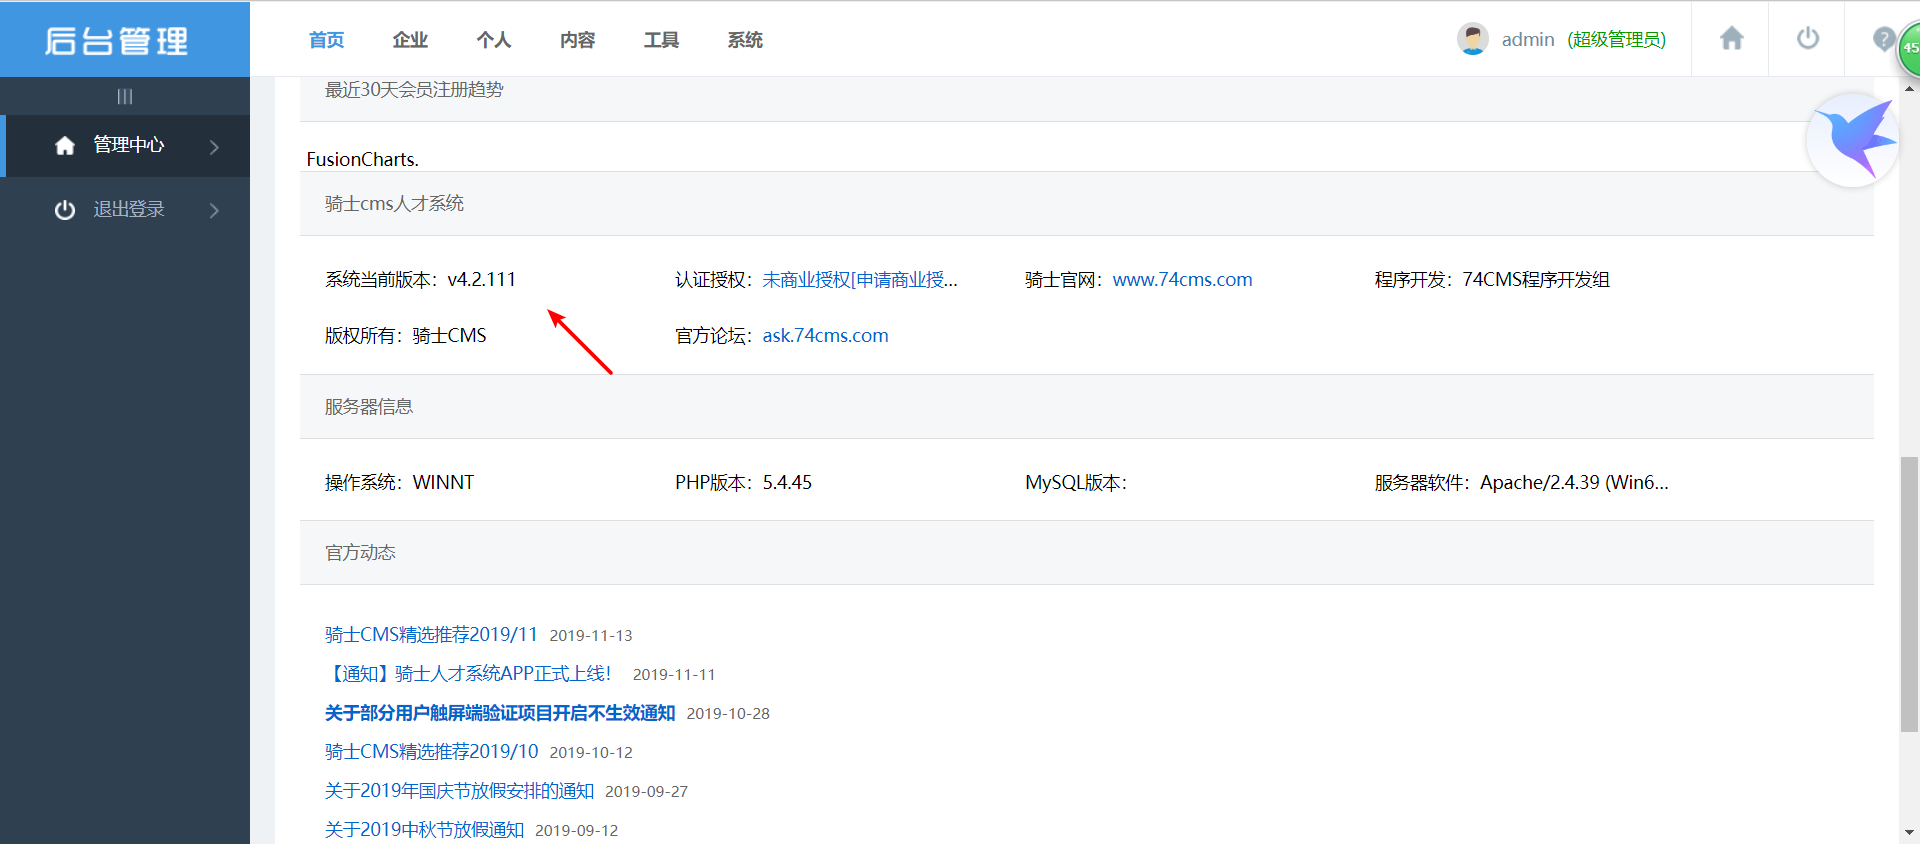 后台管理
首页 企业 个人 内容 工具 系统 admin (超级管理员) ? 45
管理中心
退出登录
最近30天会员注册趋势
FusionCharts.
骑士cms人才系统
系统当前版本：v4.2.111 认证授权：未商业授权[申请商业授... 骑士官网：www.74cms.com 程序开发：74CMS程序开发组
版权所有：骑士CMS 官方论坛：ask.74cms.com
服务器信息
操作系统：WINNT PHP版本：5.4.45 MySQL版本： 服务器软件：Apache/2.4.39 (Win6...
官方动态
骑士CMS精选推荐2019/11 2019-11-13
【通知】骑士人才系统APP正式上线！ 2019-11-11
关于部分用户触屏端验证项目开启不生效通知 2019-10-28
骑士CMS精选推荐2019/10 2019-10-12
关于2019年国庆节放假安排的通知 2019-09-27
关于2019中秋节放假通知 2019-09-12